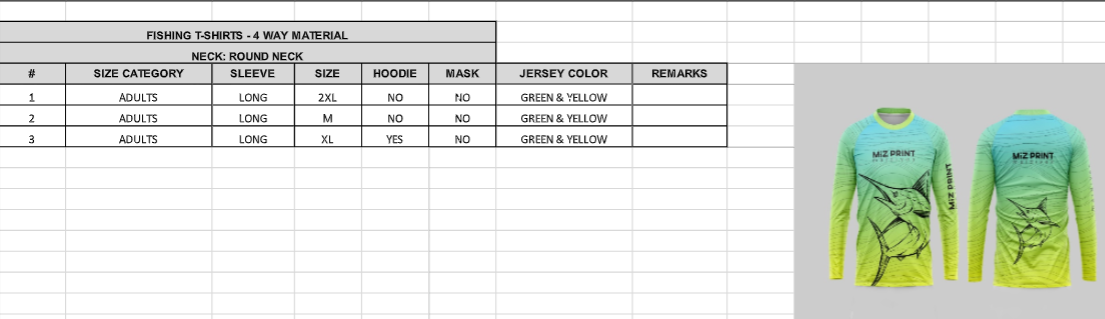 FISHING T-SHIRTS - 4 WAY MATERIAL
NECK: ROUND NECK
# SIZE CATEGORY SLEEVE SIZE HOODIE MASK JERSEY COLOR REMARKS
1 ADULTS LONG 2XL NO NO GREEN & YELLOW
2 ADULTS LONG M NO NO GREEN & YELLOW
3 ADULTS LONG XL YES NO GREEN & YELLOW
MiZ PRINT
MiZ PRINT
MiZ PRINT